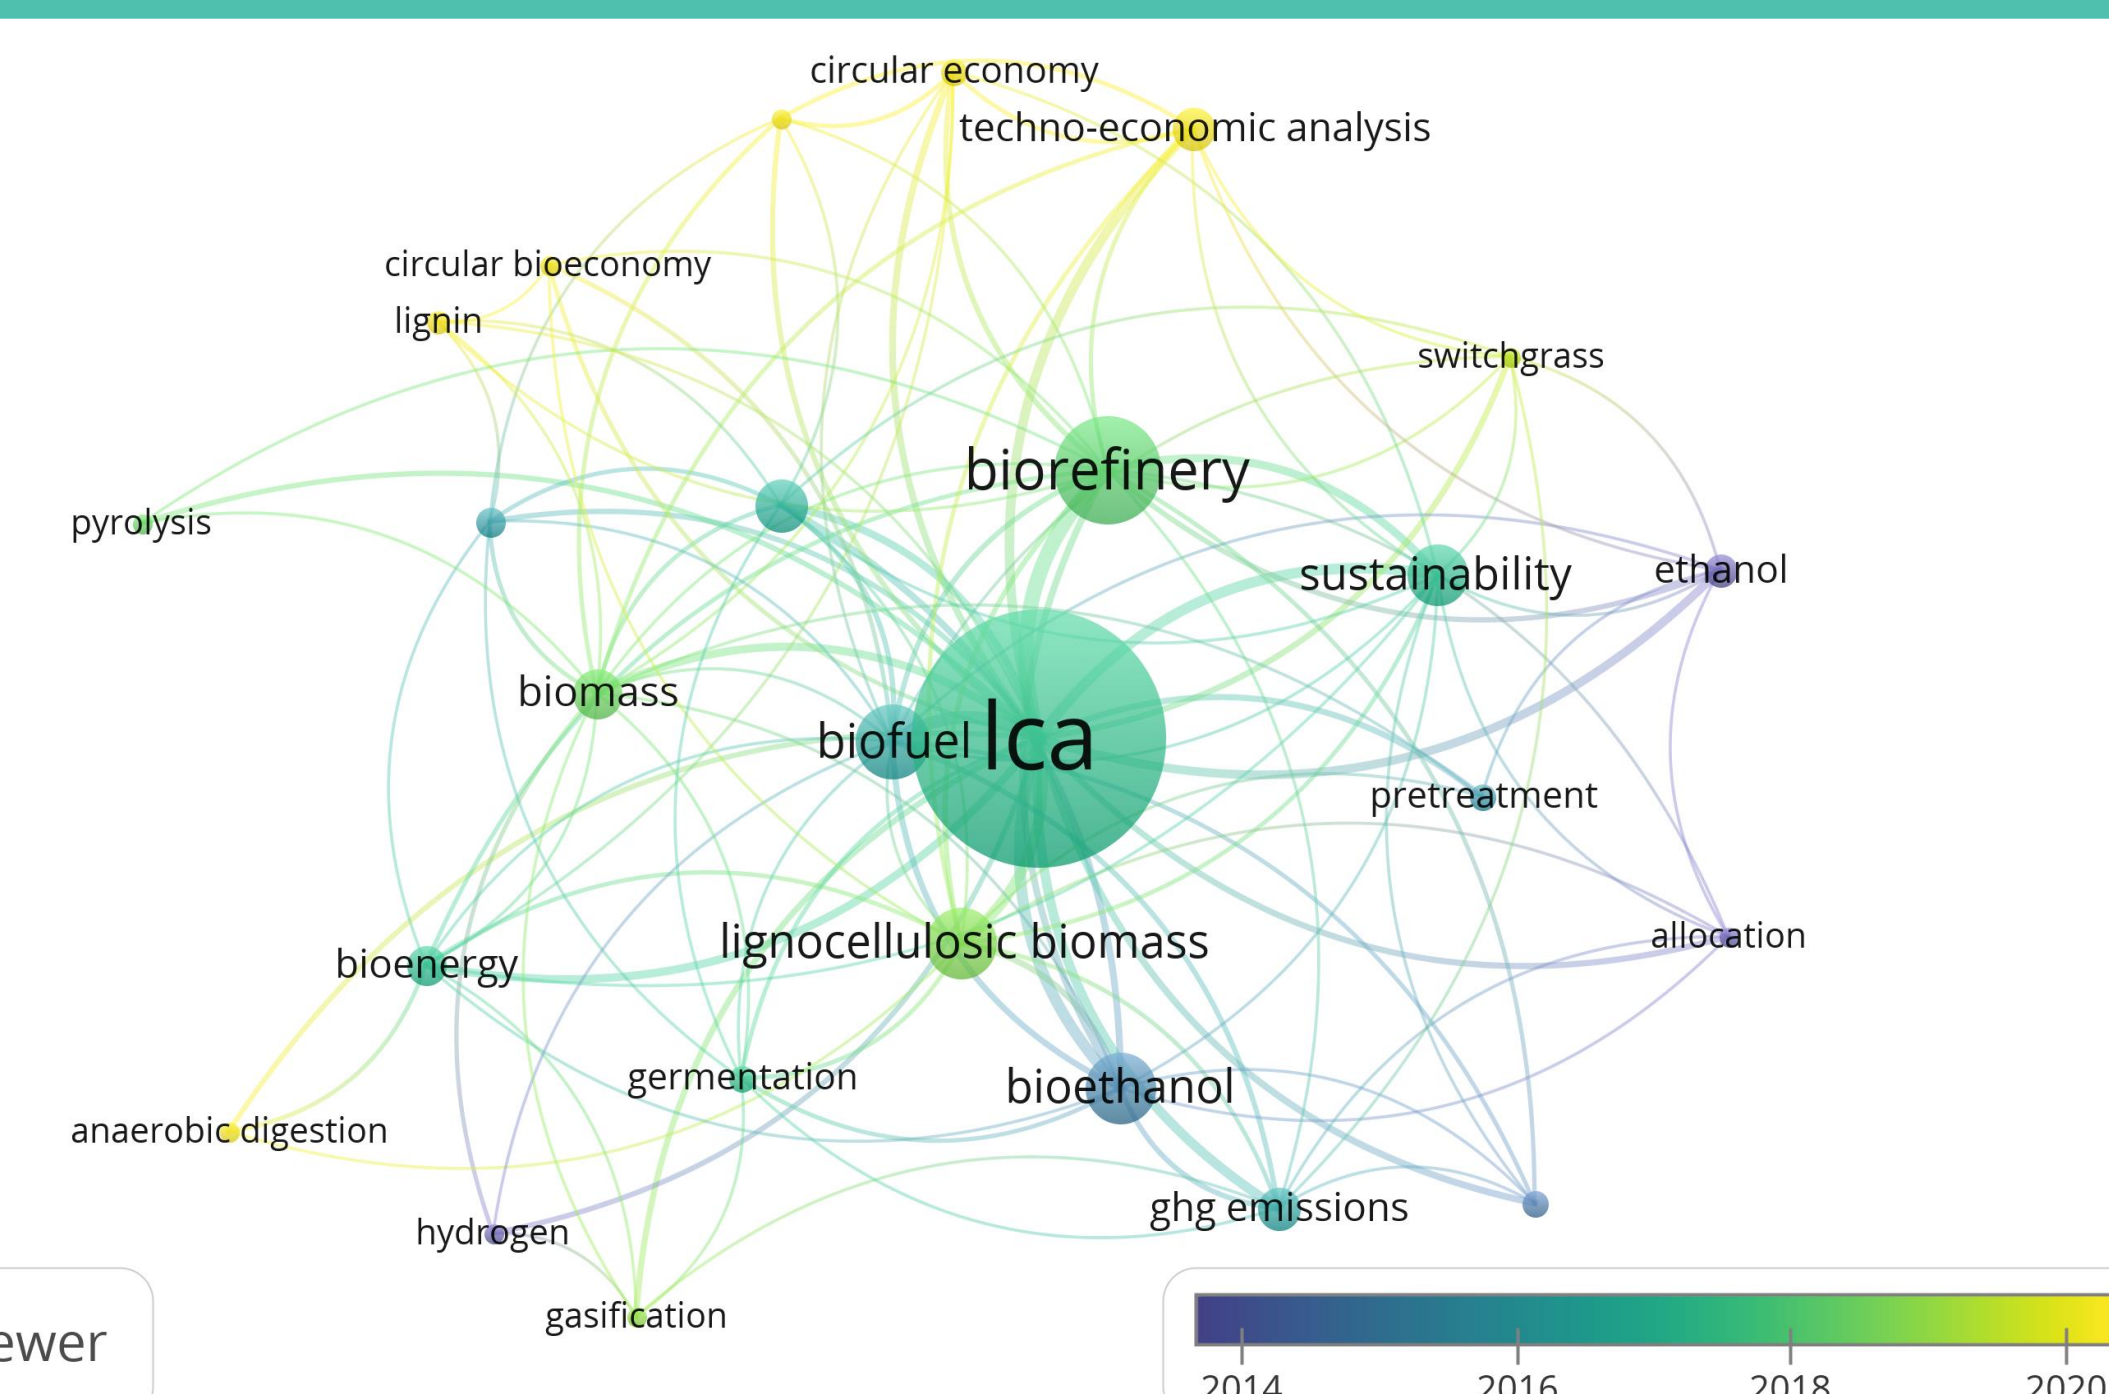 circular economy
techno-economic analysis
circular bioeconomy
lignin
switchgrass
biorefinery
pyrolysis
sustainability
ethanol
biomass
biofuel
lca
pretreatment
lignocellulosic biomass
allocation
bioenergy
germentation
bioethanol
anaerobic digestion
ghg emissions
hydrogen
gasification
ewer
2014
2016
2018
2020